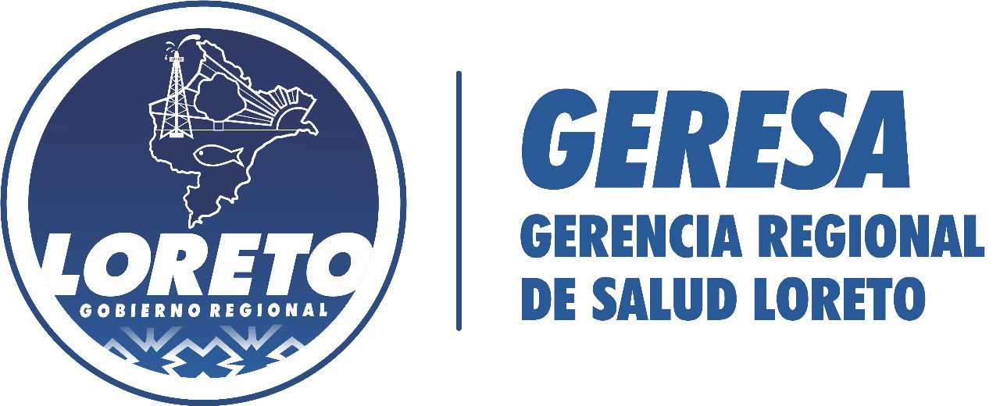 LORETO
GOBIERNO REGIONAL
GERESA
GERENCIA REGIONAL
DE SALUD LORETO